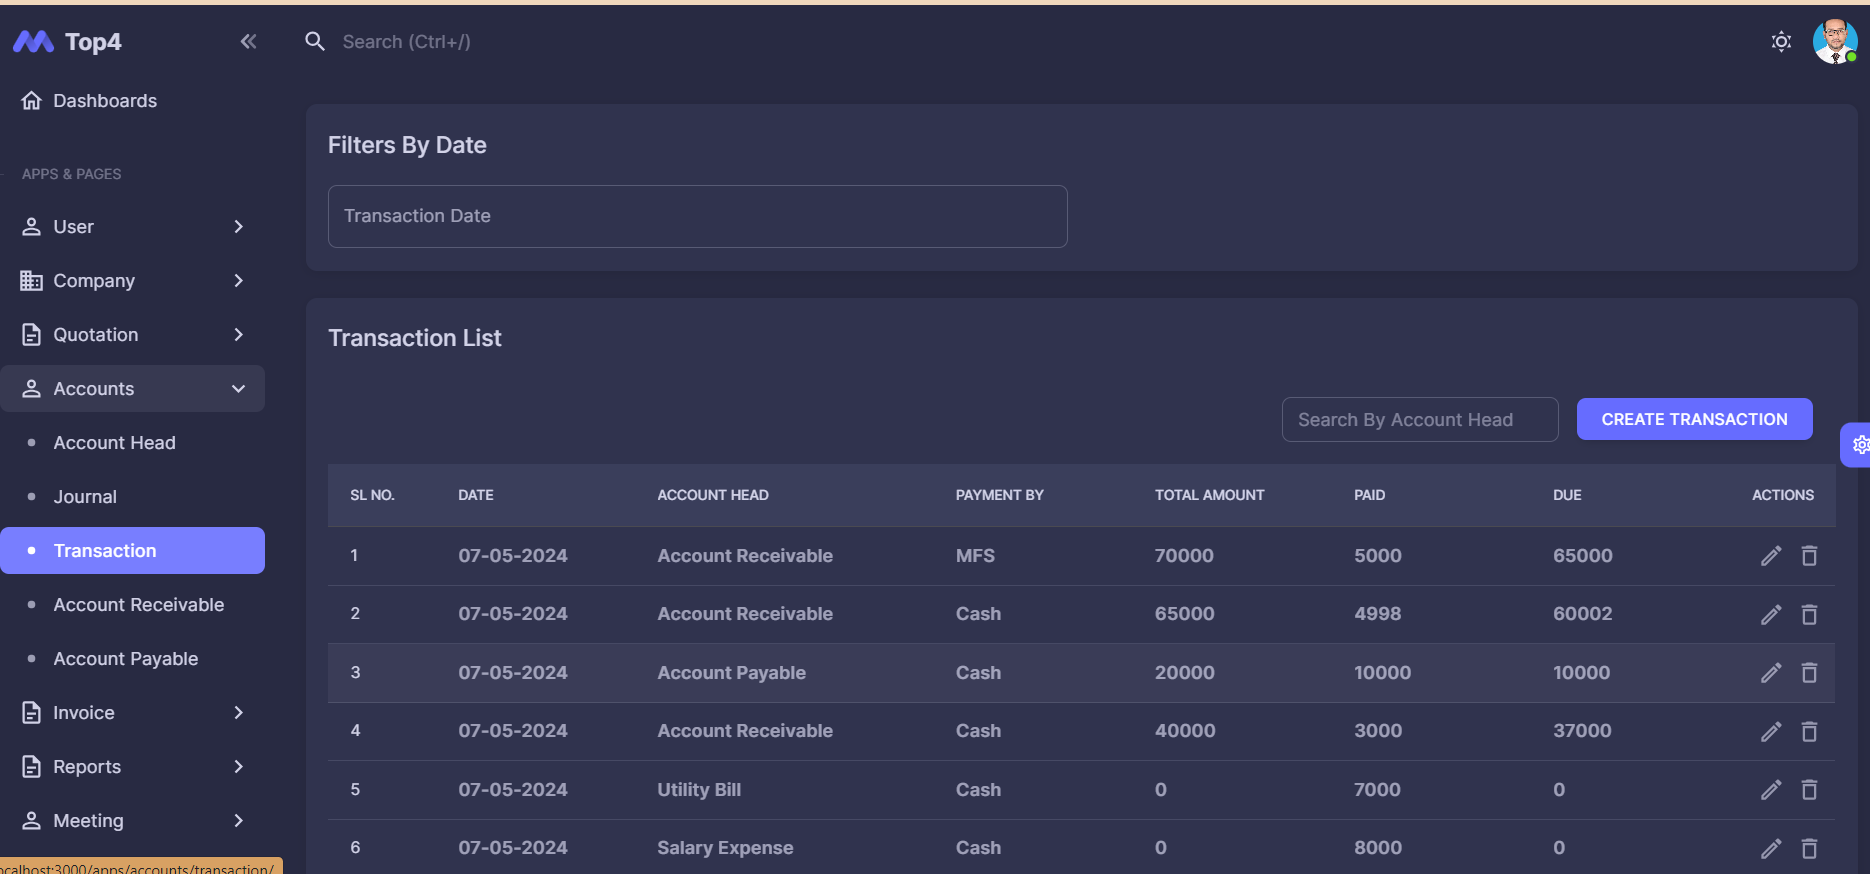 Top4
Search (Ctrl+/)
Dashboards
APPS & PAGES
User
Company
Quotation
Accounts
Account Head
Journal
Transaction
Account Receivable
Account Payable
Invoice
Reports
Meeting
ocalhost:3000/apps/accounts/transaction/
Filters By Date
Transaction Date
Transaction List
Search By Account Head
CREATE TRANSACTION
SL NO. DATE ACCOUNT HEAD PAYMENT BY TOTAL AMOUNT PAID DUE ACTIONS
1 07-05-2024 Account Receivable MFS 70000 5000 65000
2 07-05-2024 Account Receivable Cash 65000 4998 60002
3 07-05-2024 Account Payable Cash 20000 10000 10000
4 07-05-2024 Account Receivable Cash 40000 3000 37000
5 07-05-2024 Utility Bill Cash 0 7000 0
6 07-05-2024 Salary Expense Cash 0 8000 0